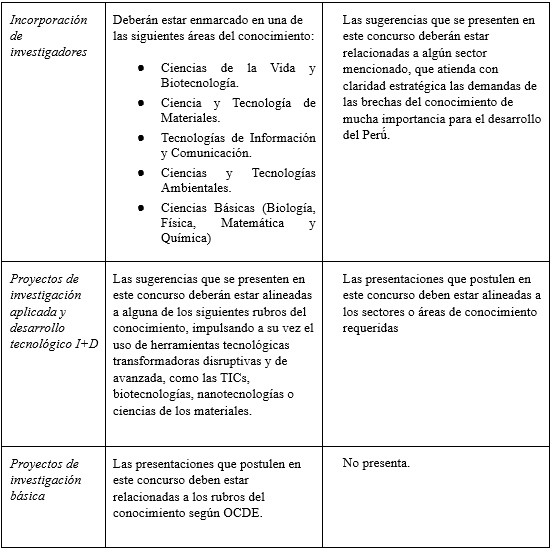 Incorporación
de
investigadores
Deberán estar enmarcado en una de
las siguientes áreas del conocimiento:
● Ciencias de la Vida y
Biotecnología.
● Ciencia y Tecnología de
Materiales.
● Tecnologías de Información
y Comunicación.
● Ciencias y Tecnologías
Ambientales.
● Ciencias Básicas (Biología,
Física, Matemática y
Química)
Las sugerencias que se presenten en
este concurso deberán estar
relacionadas a algún sector
mencionado, que atienda con
claridad estratégica las demandas de
las brechas del conocimiento de
mucha importancia para el desarrollo
del Perú.
Proyectos de
investigación
aplicada y
desarrollo
tecnológico I+D
Las sugerencias que se presenten en
este concurso deberán estar alineadas
a alguna de los siguientes rubros del
conocimiento, impulsando a su vez el
uso de herramientas tecnológicas
transformadoras disruptivas y de
avanzada, como las TICs,
biotecnologías, nanotecnologías o
ciencias de los materiales.
Las presentaciones que postulen en
este concurso deben estar alineadas a
los sectores o áreas de conocimiento
requeridas
Proyectos de
investigación
básica
Las presentaciones que postulen en
este concurso deben estar
relacionadas a los rubros del
conocimiento según OCDE.
No presenta.